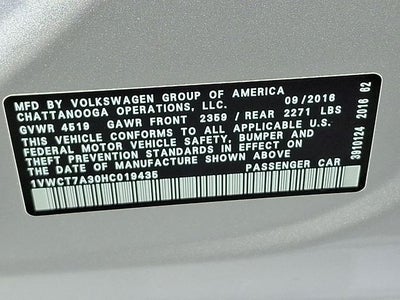 MFD BY VOLKSWAGEN GROUP OF AMERICA
CHATTANOOGA OPERATIONS, LLC. 09/2016
GVWR 4519 GAWR FRONT 2359 / REAR 2271 LBS
THIS VEHICLE CONFORMS TO ALL APPLICABLE U.S.
FEDERAL MOTOR VEHICLE SAFETY, BUMPER AND
THEFT PREVENTION STANDARDS IN EFFECT ON
THE DATE OF MANUFACTURE SHOWN ABOVE
1VWCT7A30HC019435 PASSENGER CAR
3910124 2016 62